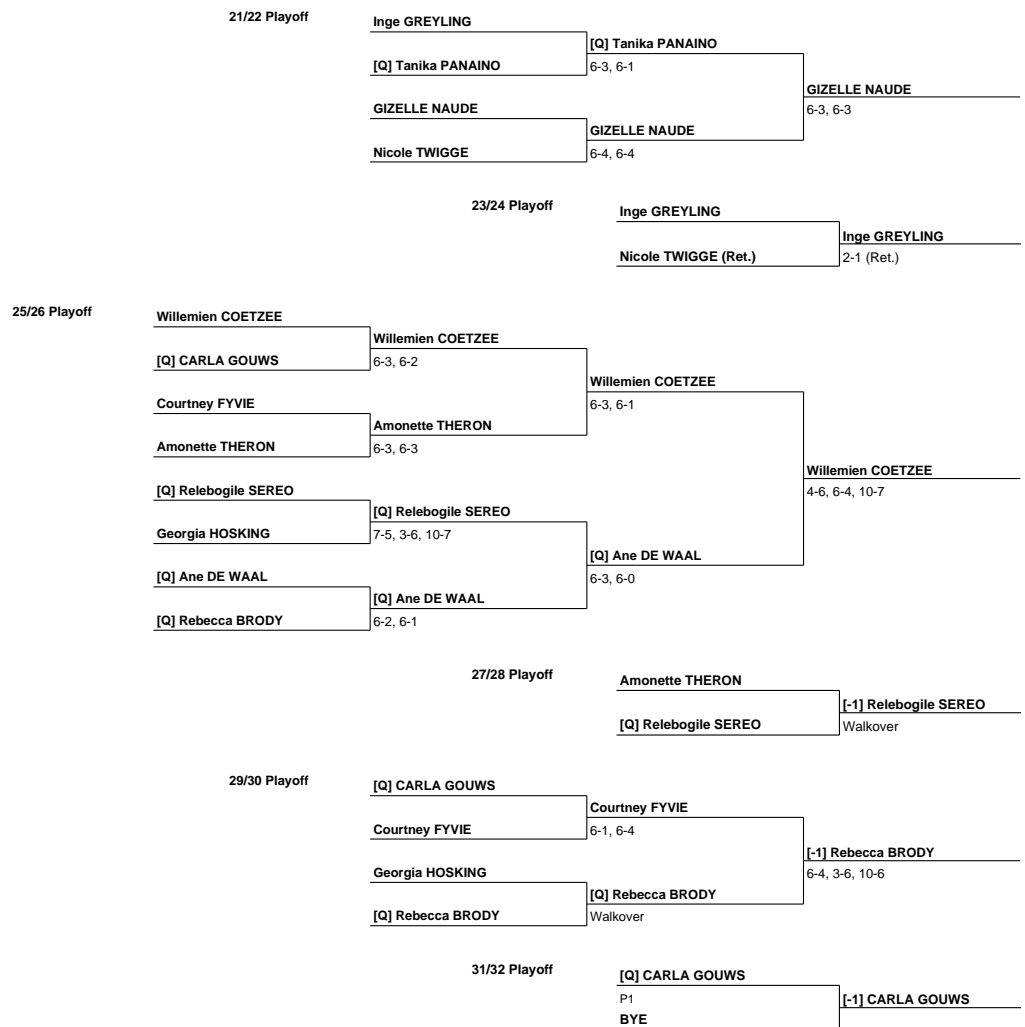 21/22 Playoff
Inge GREYLING
[Q] Tanika PANAINO
[Q] Tanika PANAINO
6-3, 6-1
GIZELLE NAUDE
6-3, 6-3
GIZELLE NAUDE
GIZELLE NAUDE
Nicole TWIGGE
6-4, 6-4
23/24 Playoff
Inge GREYLING
Inge GREYLING
Nicole TWIGGE (Ret.)
2-1 (Ret.)
25/26 Playoff
Willemien COETZEE
Willemien COETZEE
[Q] CARLA GOUWS
6-3, 6-2
Willemien COETZEE
Courtney FYVIE
6-3, 6-1
Amonette THERON
Amonette THERON
6-3, 6-3
Willemien COETZEE
[Q] Relebogile SEREO
4-6, 6-4, 10-7
[Q] Relebogile SEREO
Georgia HOSKING
7-5, 3-6, 10-7
[Q] Ane DE WAAL
[Q] Ane DE WAAL
6-3, 6-0
[Q] Ane DE WAAL
[Q] Rebecca BRODY
6-2, 6-1
27/28 Playoff
Amonette THERON
[-1] Relebogile SEREO
[Q] Relebogile SEREO
Walkover
29/30 Playoff
[Q] CARLA GOUWS
Courtney FYVIE
Courtney FYVIE
6-1, 6-4
[-1] Rebecca BRODY
Georgia HOSKING
6-4, 3-6, 10-6
[Q] Rebecca BRODY
[Q] Rebecca BRODY
Walkover
31/32 Playoff
[Q] CARLA GOUWS
P1
[-1] CARLA GOUWS
BYE